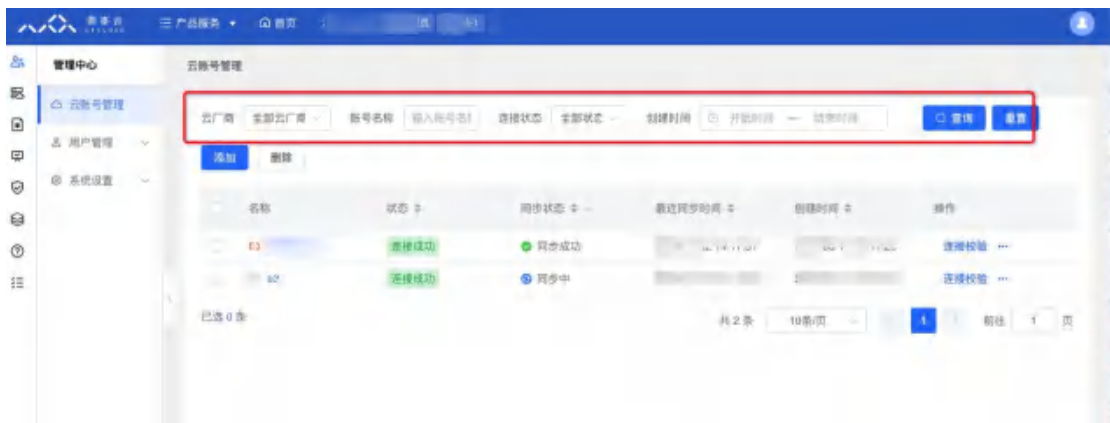 产品服务 首页
管理中心 云账号管理
云账号管理
用户管理
系统设置
云厂商 全部云厂商 账号名称 输入账号名称 连接状态 全部状态 创建时间 开始时间 — 结束时间 查询 重置
添加 删除
名称 状态 同步状态 最近同步时间 创建时间 操作
连接成功 同步成功 连接校验 ···
连接成功 同步中 连接校验 ···
已选 0 条 共 2 条 10条/页 1 前往 1 页